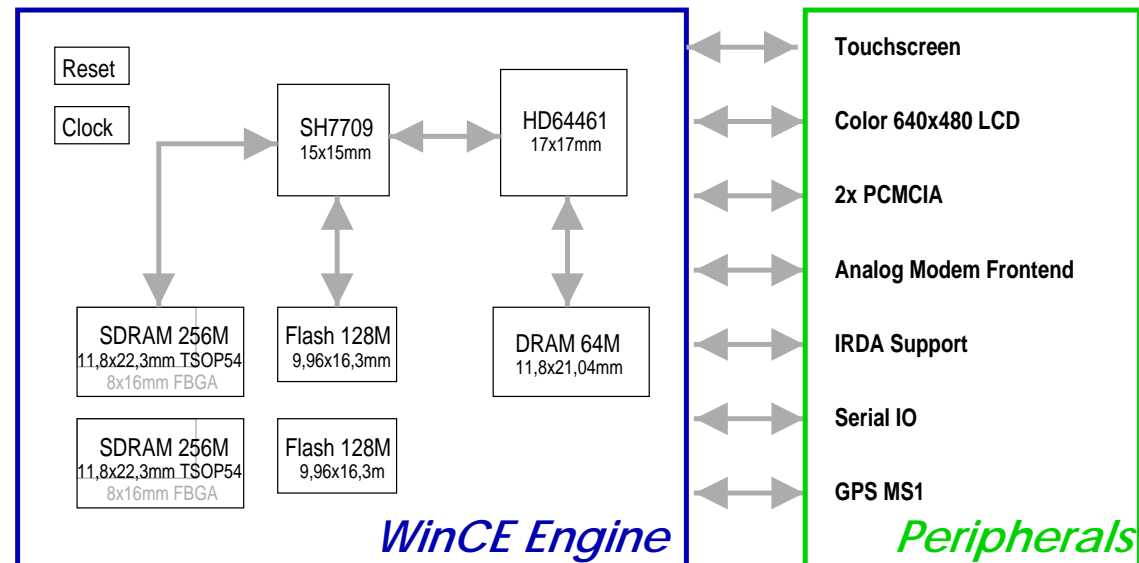 Reset
Clock
SH7709
15x15mm
HD64461
17x17mm
SDRAM 256M
11,8x22,3mm TSOP54
8x16mm FBGA
Flash 128M
9,96x16,3mm
DRAM 64M
11,8x21,04mm
SDRAM 256M
11,8x22,3mm TSOP54
8x16mm FBGA
Flash 128M
9,96x16,3m
WinCE Engine
Touchscreen
Color 640x480 LCD
2x PCMCIA
Analog Modem Frontend
IRDA Support
Serial IO
GPS MS1
Peripherals